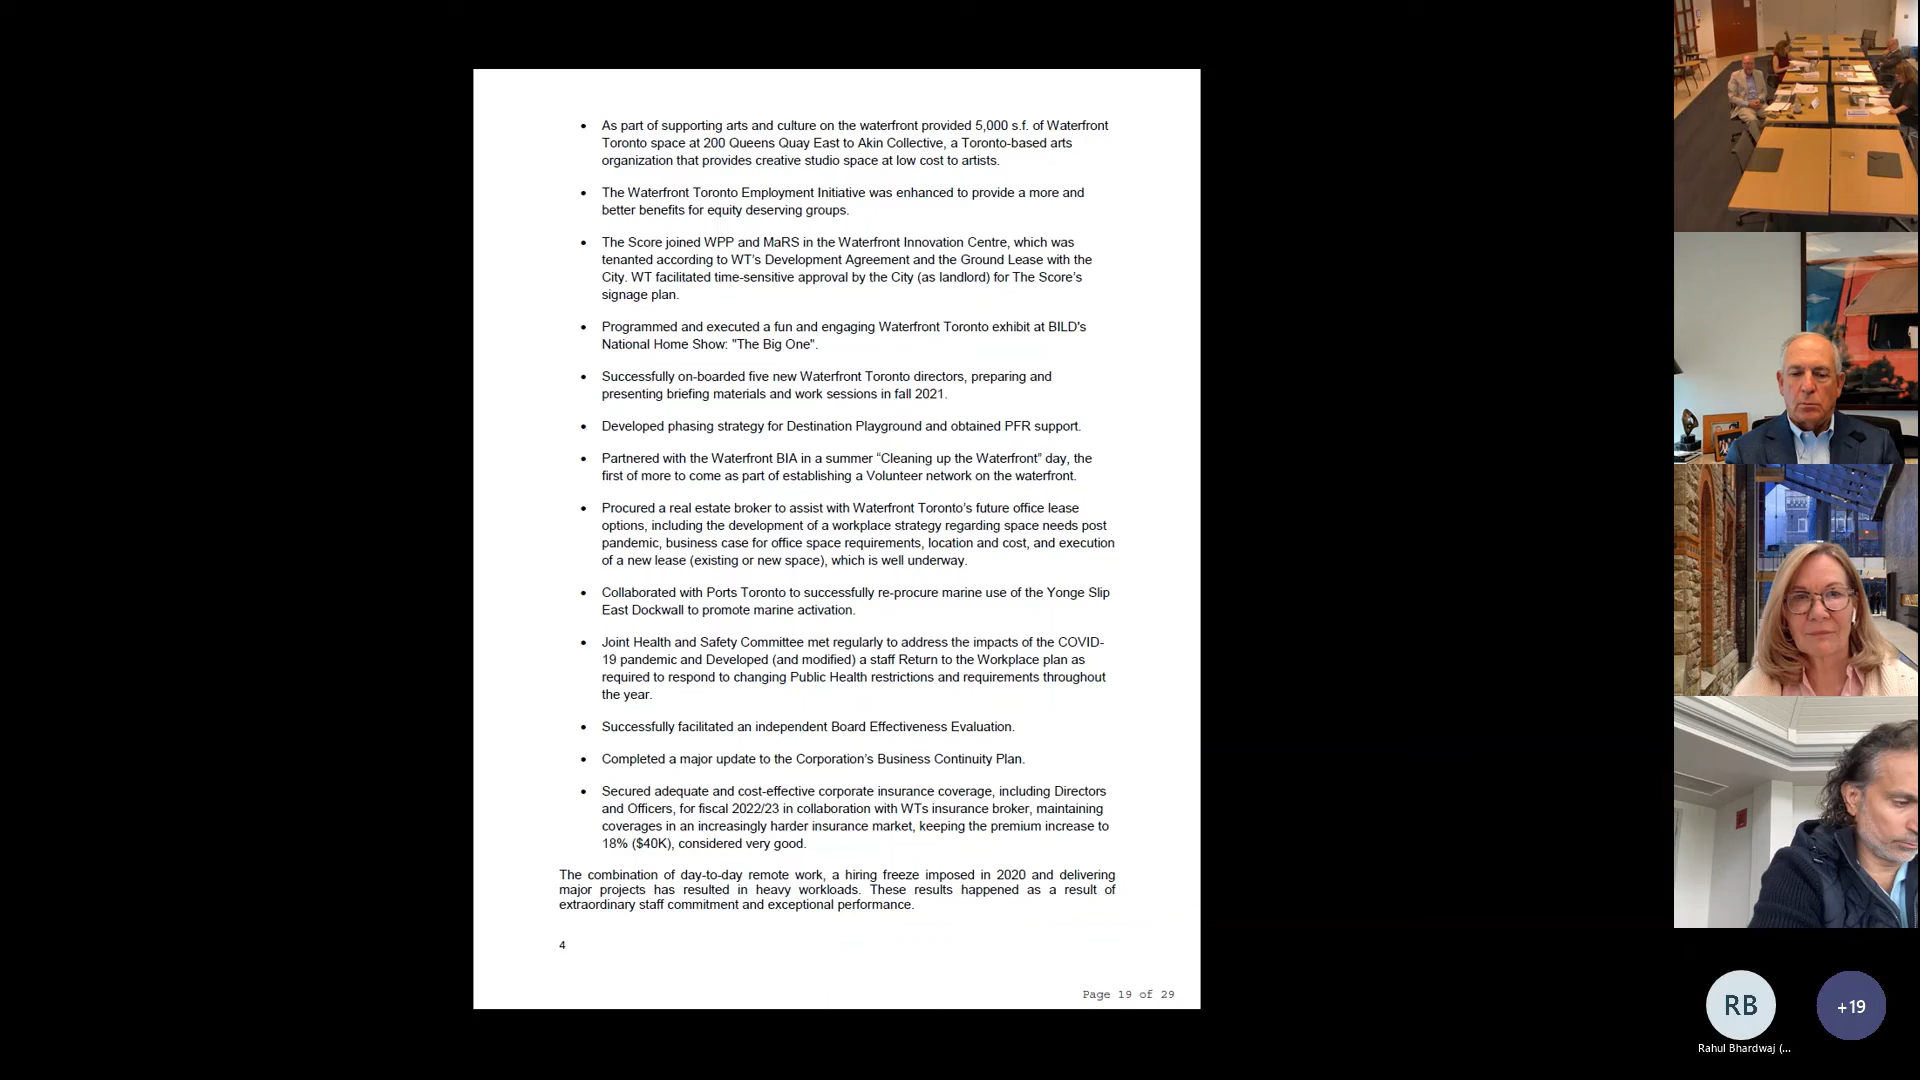 • As part of supporting arts and culture on the waterfront provided 5,000 s.f. of Waterfront
Toronto space at 200 Queens Quay East to Akin Collective, a Toronto-based arts
organization that provides creative studio space at low cost to artists.
• The Waterfront Toronto Employment Initiative was enhanced to provide a more and
better benefits for equity deserving groups.
• The Score joined WPP and MaRS in the Waterfront Innovation Centre, which was
tenanted according to WT's Development Agreement and the Ground Lease with the
City. WT facilitated time-sensitive approval by the City (as landlord) for The Score's
signage plan.
• Programmed and executed a fun and engaging Waterfront Toronto exhibit at BILD's
National Home Show: "The Big One".
• Successfully on-boarded five new Waterfront Toronto directors, preparing and
presenting briefing materials and work sessions in fall 2021.
• Developed phasing strategy for Destination Playground and obtained PFR support.
• Partnered with the Waterfront BIA in a summer “Cleaning up the Waterfront” day, the
first of more to come as part of establishing a Volunteer network on the waterfront.
• Procured a real estate broker to assist with Waterfront Toronto's future office lease
options, including the development of a workplace strategy regarding space needs post
pandemic, business case for office space requirements, location and cost, and execution
of a new lease (existing or new space), which is well underway.
• Collaborated with Ports Toronto to successfully re-procure marine use of the Yonge Slip
East Dockwall to promote marine activation.
• Joint Health and Safety Committee met regularly to address the impacts of the COVID-
19 pandemic and Developed (and modified) a staff Return to the Workplace plan as
required to respond to changing Public Health restrictions and requirements throughout
the year.
• Successfully facilitated an independent Board Effectiveness Evaluation.
• Completed a major update to the Corporation's Business Continuity Plan.
• Secured adequate and cost-effective corporate insurance coverage, including Directors
and Officers, for fiscal 2022/23 in collaboration with WTs insurance broker, maintaining
coverages in an increasingly harder insurance market, keeping the premium increase to
18% ($40K), considered very good.
The combination of day-to-day remote work, a hiring freeze imposed in 2020 and delivering
major projects has resulted in heavy workloads. These results happened as a result of
extraordinary staff commitment and exceptional performance.
4
Page 19 of 29
RB
+19
Rahul Bhardwaj (...